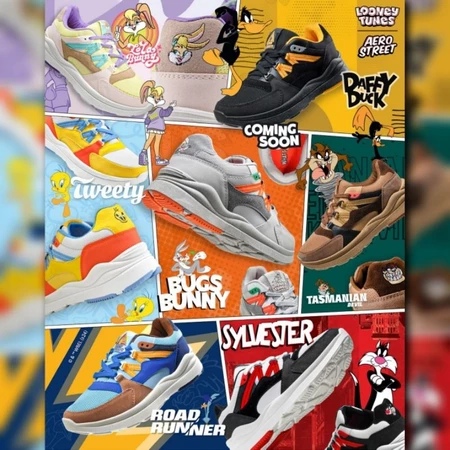 Lola
Bunny
LOONEY
TUNES
AERO
STREET
DAFFY
DUCK
COMING
SOON
Tweety
BUGS
BUNNY
TASMANIAN
DEVIL
ROAD
RUNNER
SYLVESTER